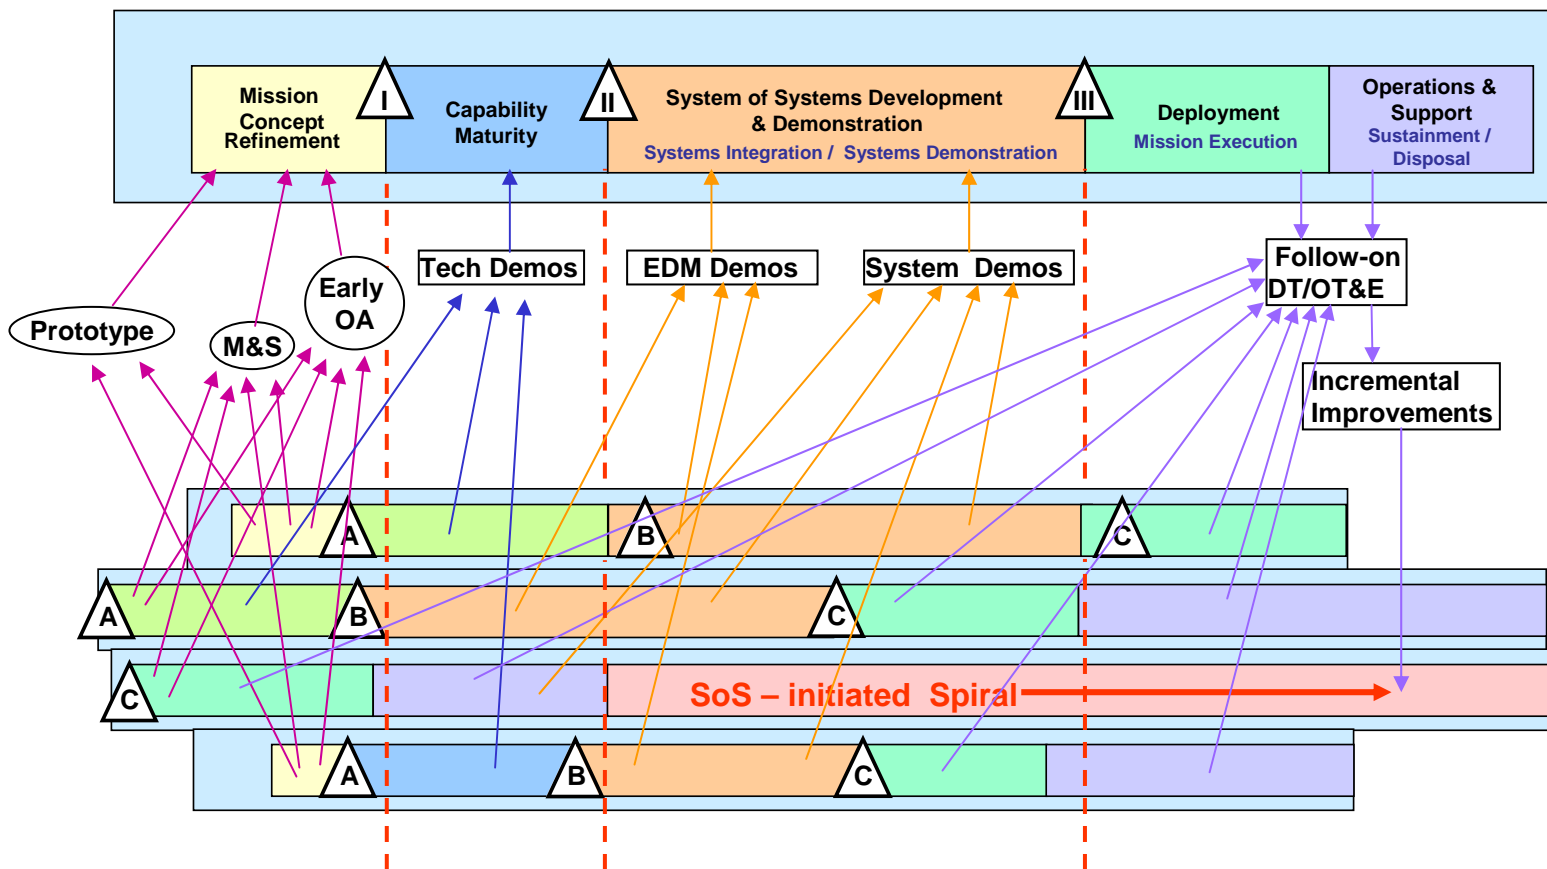 Mission
Concept
Refinement
I
Capability
Maturity
II
System of Systems Development
& Demonstration
Systems Integration / Systems Demonstration
III
Deployment
Mission Execution
Operations &
Support
Sustainment /
Disposal
Prototype
M&S
Early
OA
Tech Demos
EDM Demos
System Demos
Follow-on
DT/OT&E
Incremental
Improvements
A
B
C
A
B
C
C
SoS – initiated Spiral
A
B
C